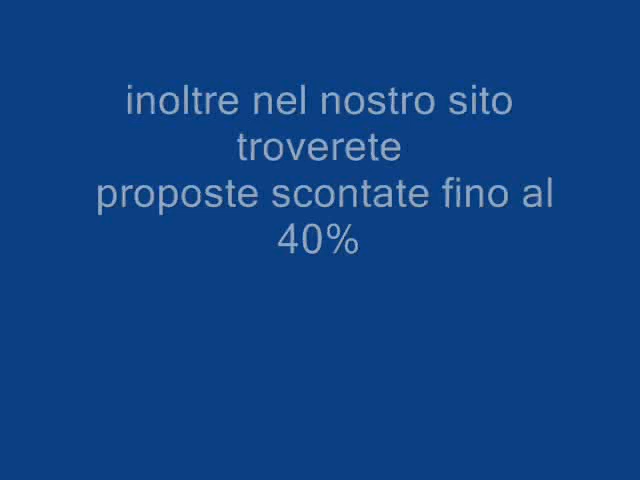 inoltre nel nostro sito
troverete
proposte scontate fino al
40%